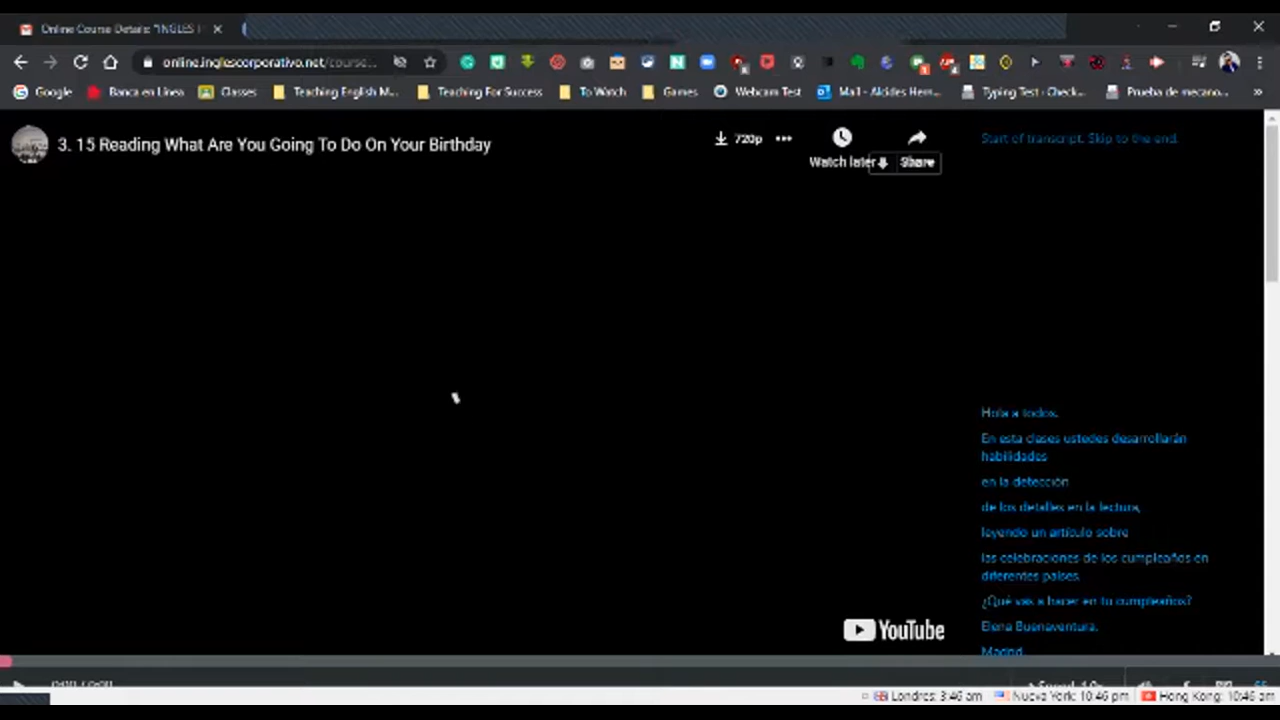 Online Course Details: "INGLES I
online.inglescorporativo.net/course...
Google
Banca en Línea
Classes
Teaching English M...
Teaching For Success
To Watch
Games
Webcam Test
Mail - Alcides Hern...
Typing Test - Check...
Prueba de mecano...
»
3. 15 Reading What Are You Going To Do On Your Birthday
720p
Watch later
Share
Start of transcript. Skip to the end.
Hola a todos.
En esta clases ustedes desarrollarán
habilidades
en la detección
de los detalles en la lectura,
leyendo un artículo sobre
las celebraciones de los cumpleaños en
diferentes países.
¿Qué vas a hacer en tu cumpleaños?
Elena Buenaventura.
Madrid.
YouTube
Londres: 3:46 am
Nueva York: 10:46 pm
Hong Kong: 10:46 am